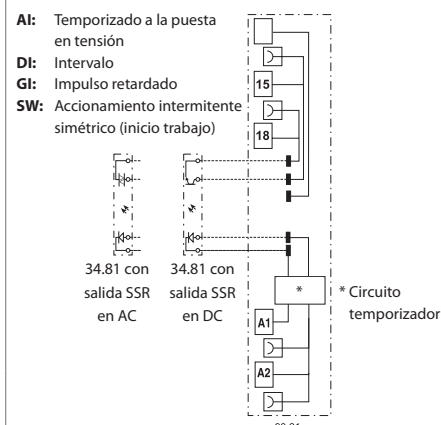 AI: Temporizado a la puesta
en tensión
DI: Intervalo
GI: Impulso retardado
SW: Accionamiento intermitente
simétrico (inicio trabajo)
15
18
34.81 con
salida SSR
en AC
34.81 con
salida SSR
en DC
*
* Circuito
temporizador
A1
A2